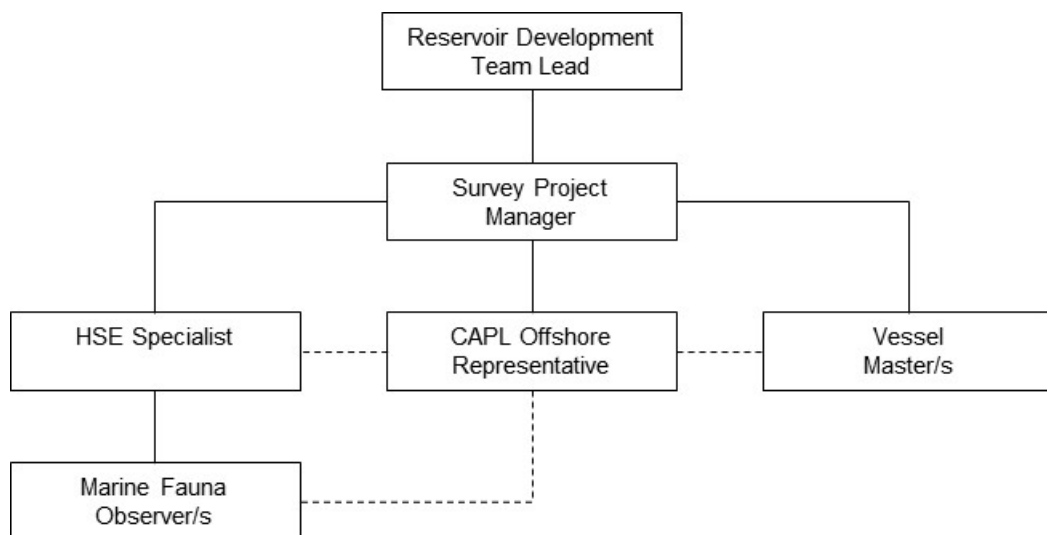 Reservoir Development
Team Lead
Survey Project
Manager
HSE Specialist
CAPL Offshore
Representative
Vessel
Master/s
Marine Fauna
Observer/s